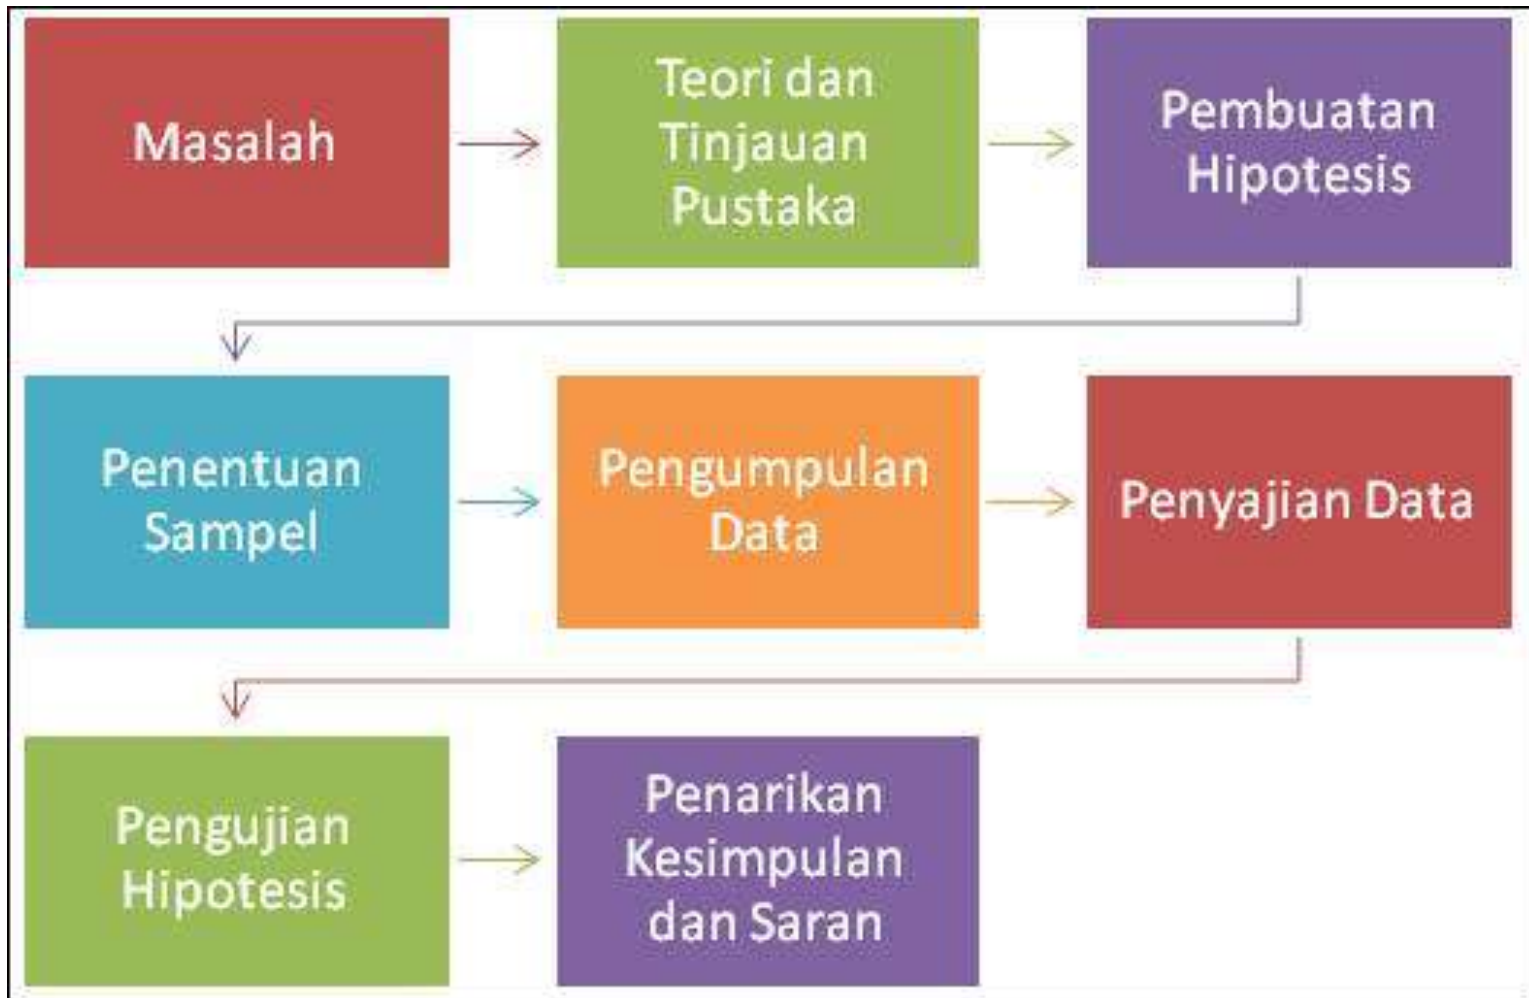 Masalah
Teori dan
Tinjauan
Pustaka
Pembuatan
Hipotesis
Penentuan
Sampel
Pengumpulan
Data
Penyajian Data
Pengujian
Hipotesis
Penarikan
Kesimpulan
dan Saran